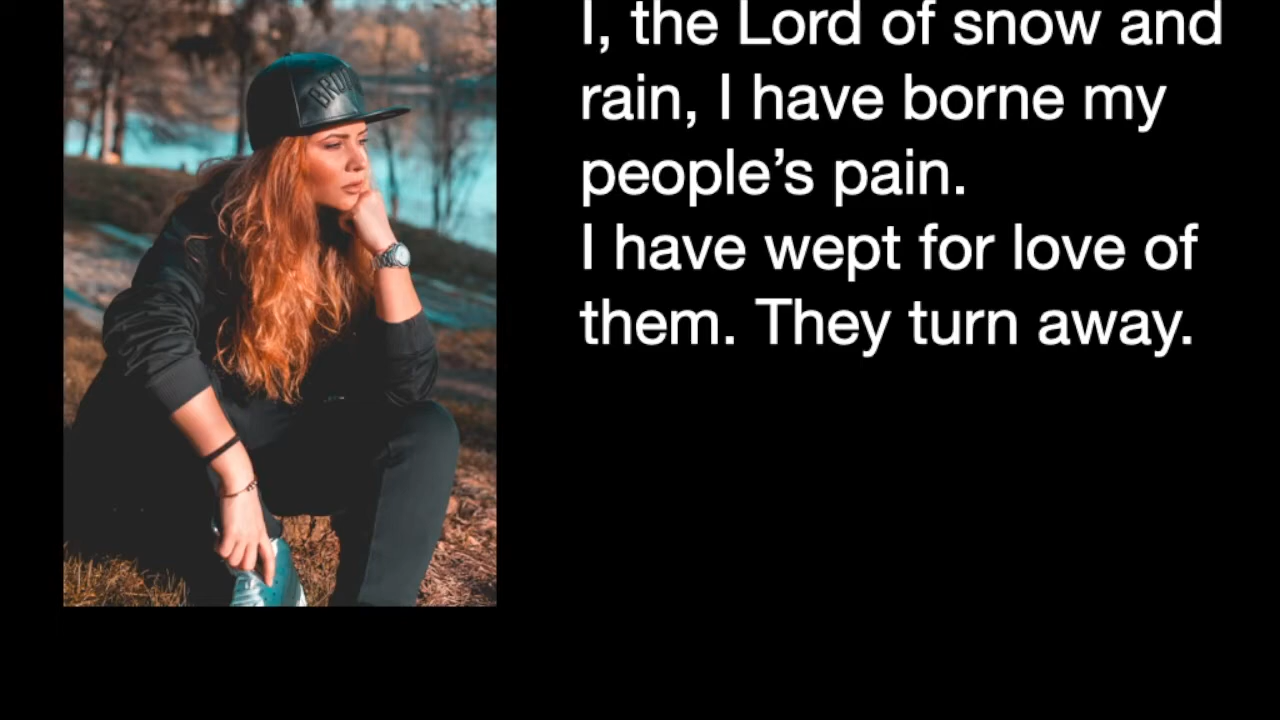 I, the Lord of snow and
rain, I have borne my
people’s pain.
I have wept for love of
them. They turn away.